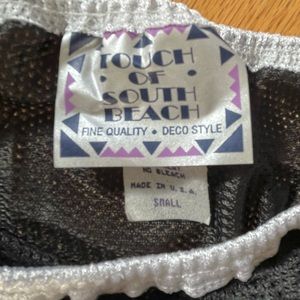 TOUCH
OF
SOUTH
BEACH
FINE QUALITY • DECO STYLE
NO BLEACH
MADE IN U.S.A.
SMALL